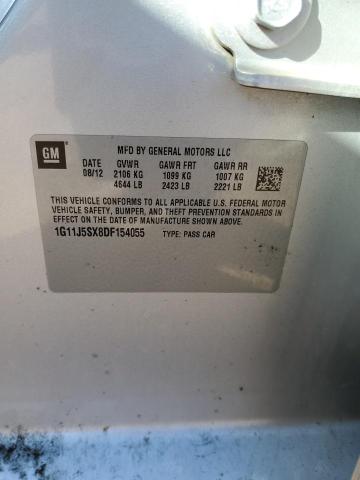 GM
MFD BY GENERAL MOTORS LLC
DATE GVWR GAWR FRT GAWR RR
08/12 2106 KG 1099 KG 1007 KG
4644 LB 2423 LB 2221 LB
THIS VEHICLE CONFORMS TO ALL APPLICABLE U.S. FEDERAL MOTOR
VEHICLE SAFETY, BUMPER, AND THEFT PREVENTION STANDARDS IN
EFFECT ON THE DATE OF MANUFACTURE SHOWN ABOVE.
1G11J5SX8DF154055 TYPE: PASS CAR